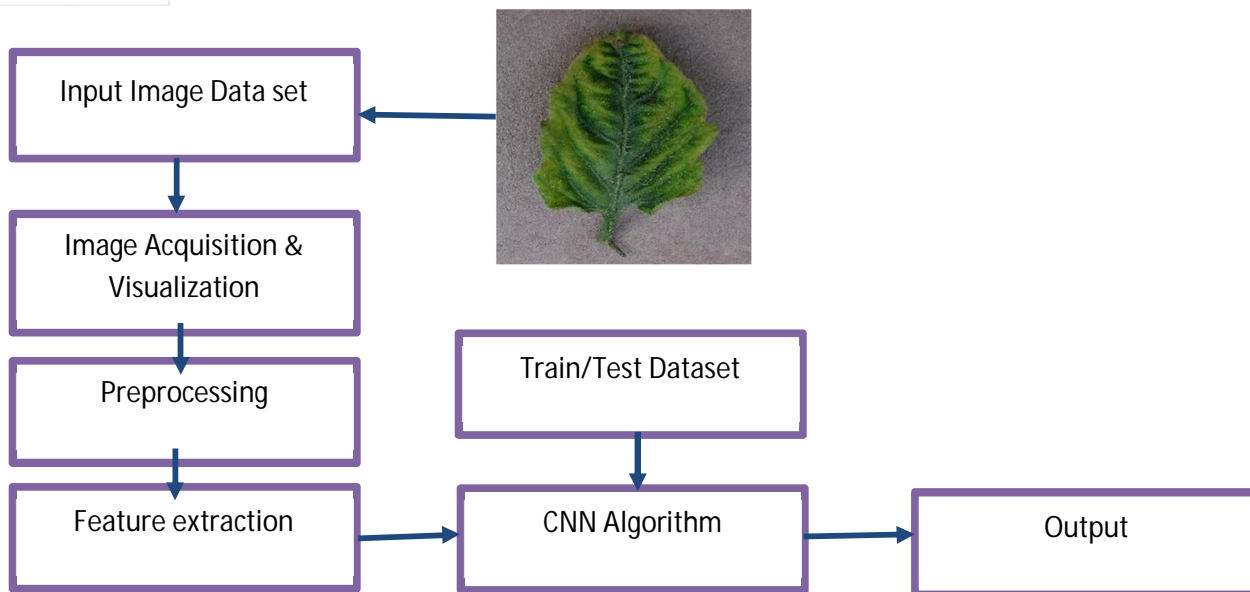 Input Image Data set
Image Acquisition &
Visualization
Preprocessing
Feature extraction
Train/Test Dataset
CNN Algorithm
Output